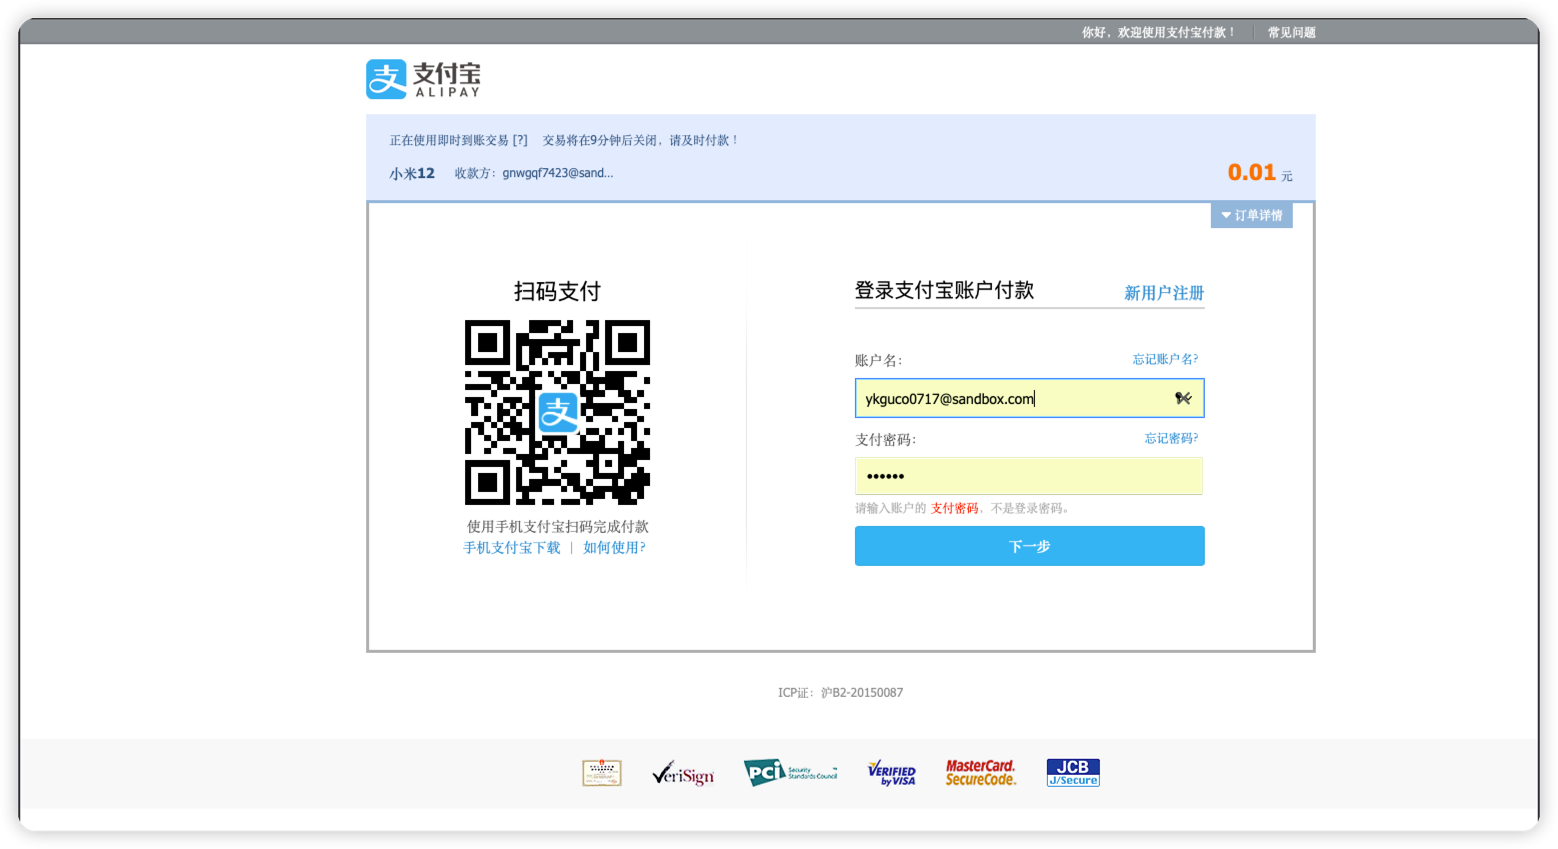 你好，欢迎使用支付宝付款！ 常见问题
支付宝
ALIPAY
正在使用即时到账交易 [?] 交易将在9分钟后关闭，请及时付款！
小米12 收款方：gnwgqf7423@sand...
0.01 元
订单详情
扫码支付
使用手机支付宝扫码完成付款
手机支付宝下载 | 如何使用?
登录支付宝账户付款 新用户注册
账户名： 忘记账户名?
ykguco0717@sandbox.com
支付密码： 忘记密码?
••••••
请输入账户的 支付密码，不是登录密码。
下一步
ICP证：沪B2-20150087
VeriSign
PCI Security Standards Council
VERIFIED by VISA
MasterCard. SecureCode.
JCB J/Secure